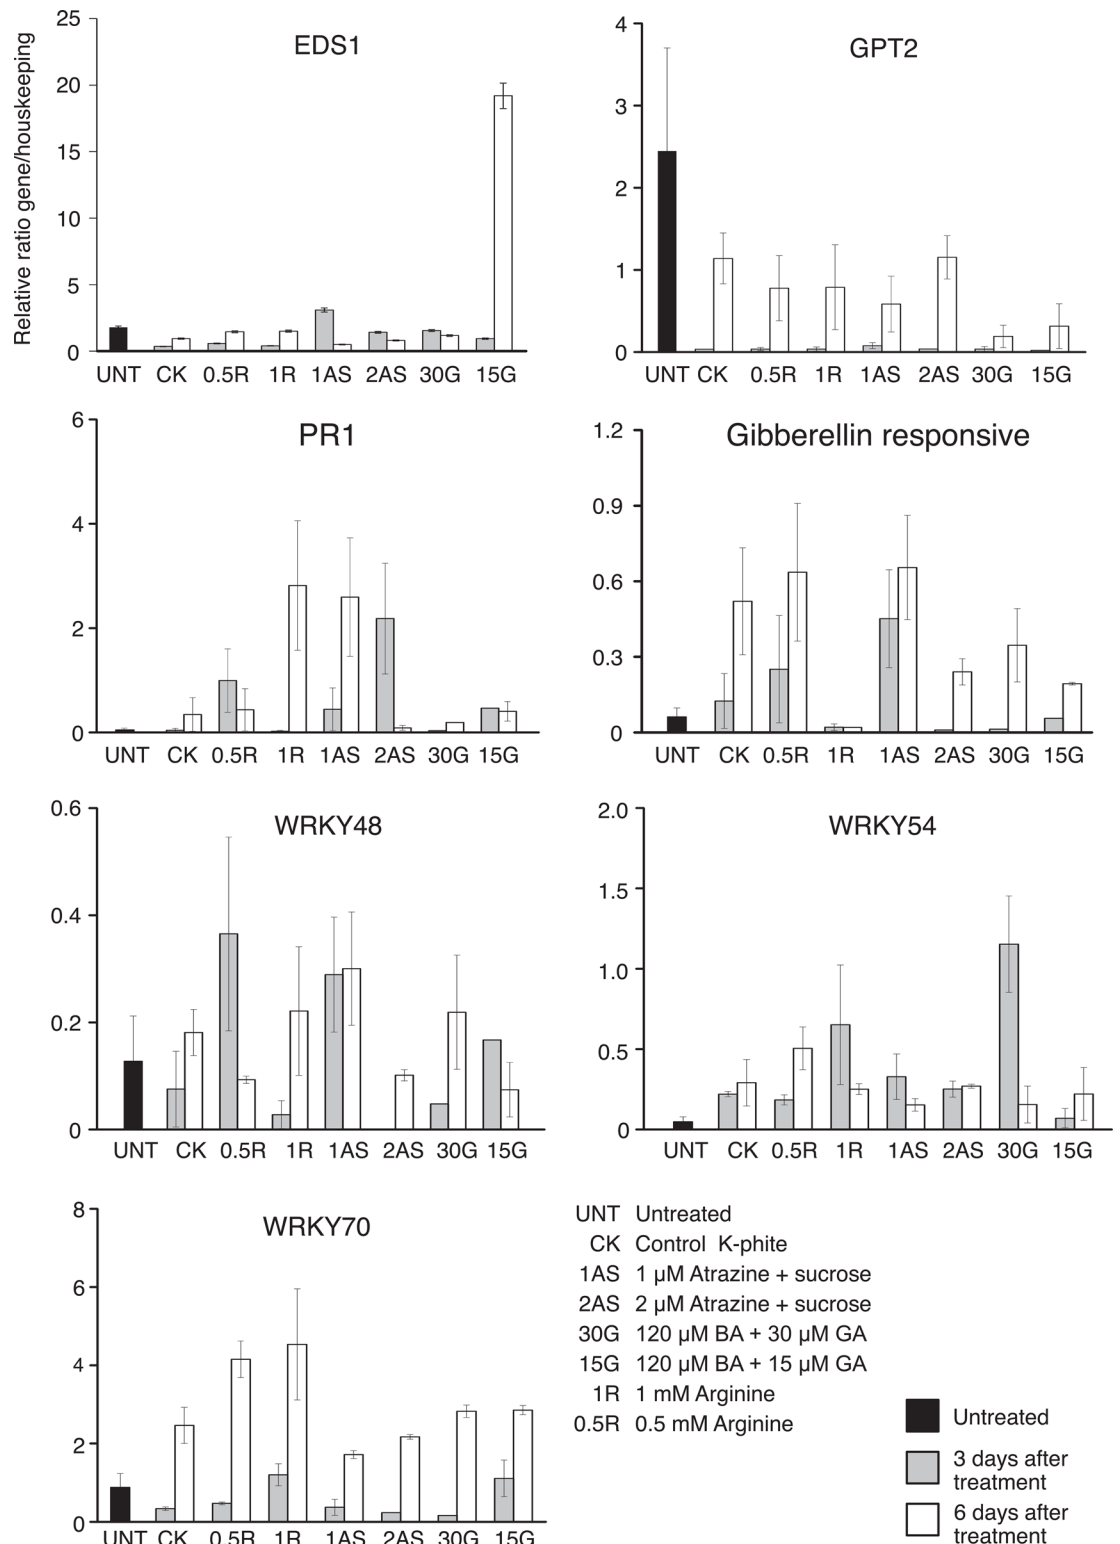 Relative ratio gene/houskeeping
EDS1
25
20
15
10
5
0
UNT CK 0.5R 1R 1AS 2AS 30G 15G
GPT2
4
3
2
1
0
UNT CK 0.5R 1R 1AS 2AS 30G 15G
PR1
6
4
2
0
UNT CK 0.5R 1R 1AS 2AS 30G 15G
Gibberellin responsive
1.2
0.9
0.6
0.3
0
UNT CK 0.5R 1R 1AS 2AS 30G 15G
WRKY48
0.6
0.4
0.2
0
UNT CK 0.5R 1R 1AS 2AS 30G 15G
WRKY54
2.0
1.5
1.0
0.5
0
UNT CK 0.5R 1R 1AS 2AS 30G 15G
WRKY70
8
6
4
2
0
UNT CK 0.5R 1R 1AS 2AS 30G 15G
UNT Untreated
CK Control K-phite
1AS 1 µM Atrazine + sucrose
2AS 2 µM Atrazine + sucrose
30G 120 µM BA + 30 µM GA
15G 120 µM BA + 15 µM GA
1R 1 mM Arginine
0.5R 0.5 mM Arginine
Untreated
3 days after
treatment
6 days after
treatment